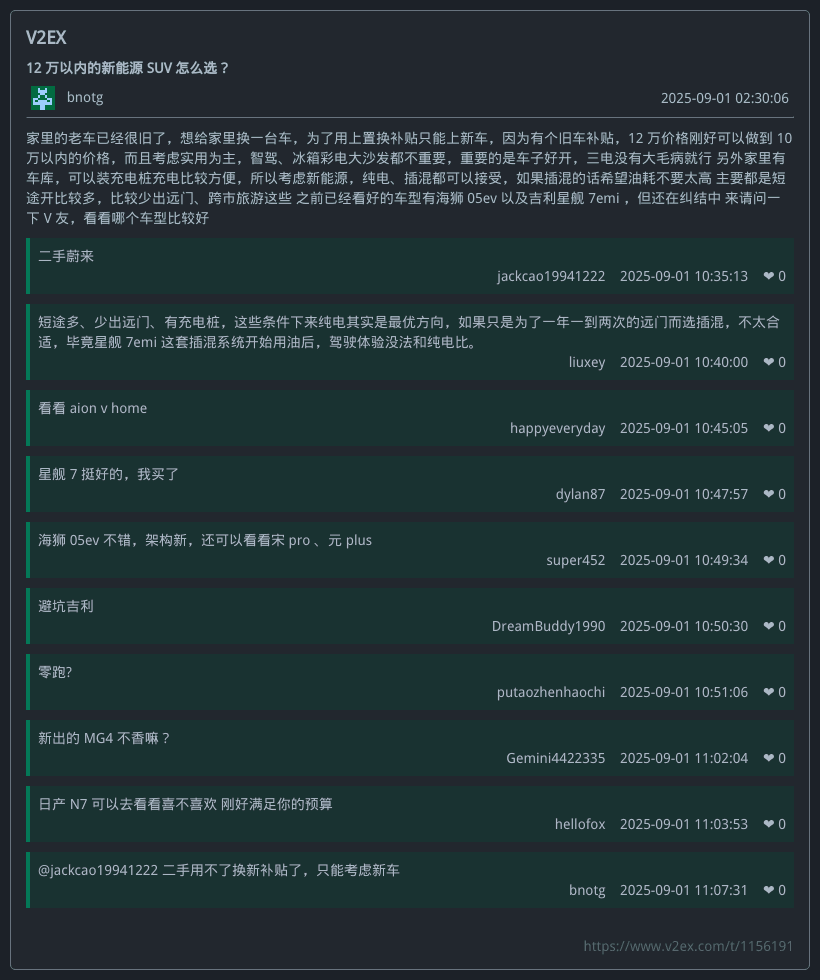 V2EX
12 万以内的新能源 SUV 怎么选？
bnotg
2025-09-01 02:30:06
家里的老车已经很旧了，想给家里换一台车，为了用上置换补贴只能上新车，因为有个旧车补贴，12 万价格刚好可以做到 10
万以内的价格，而且考虑实用为主，智驾、冰箱彩电大沙发都不重要，重要的是车子好开，三电没有大毛病就行 另外家里有
车库，可以装充电桩充电比较方便，所以考虑新能源，纯电、插混都可以接受，如果插混的话希望油耗不要太高 主要都是短
途开比较多，比较少出远门、跨市旅游这些 之前已经看好的车型有海狮 05ev 以及吉利星舰 7emi ，但还在纠结中 来请问一
下 V 友，看看哪个车型比较好
二手蔚来
jackcao19941222 2025-09-01 10:35:13 ❤ 0
短途多、少出远门、有充电桩，这些条件下来纯电其实是最优方向，如果只是为了一年一到两次的远门而选插混，不太合
适，毕竟星舰 7emi 这套插混系统开始用油后，驾驶体验没法和纯电比。
liuxey 2025-09-01 10:40:00 ❤ 0
看看 aion v home
happyeveryday 2025-09-01 10:45:05 ❤ 0
星舰 7 挺好的，我买了
dylan87 2025-09-01 10:47:57 ❤ 0
海狮 05ev 不错，架构新，还可以看看宋 pro 、元 plus
super452 2025-09-01 10:49:34 ❤ 0
避坑吉利
DreamBuddy1990 2025-09-01 10:50:30 ❤ 0
零跑?
putaozhenhaochi 2025-09-01 10:51:06 ❤ 0
新出的 MG4 不香嘛？
Gemini4422335 2025-09-01 11:02:04 ❤ 0
日产 N7 可以去看看喜不喜欢 刚好满足你的预算
hellofox 2025-09-01 11:03:53 ❤ 0
@jackcao19941222 二手用不了换新补贴了，只能考虑新车
bnotg 2025-09-01 11:07:31 ❤ 0
https://www.v2ex.com/t/1156191